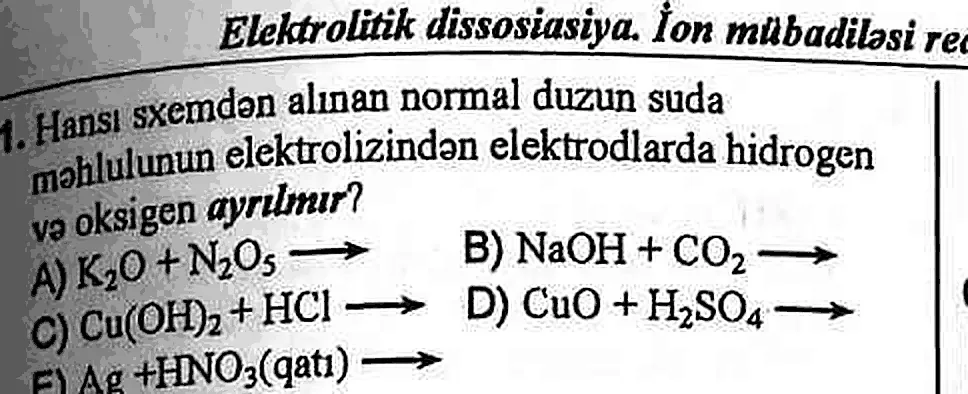 Elektrolitik dissosiasiya. İon mübadiləsi rea
1. Hansı sxemdən alınan normal duzun suda
məhlulunun elektrolizindən elektrodlarda hidrogen
və oksigen ayrılmır?
A) K₂O + N₂O₅ ⟶ B) NaOH + CO₂ ⟶
C) Cu(OH)₂ + HCl ⟶ D) CuO + H₂SO₄ ⟶
E) Ag +HNO₃(qatı) ⟶